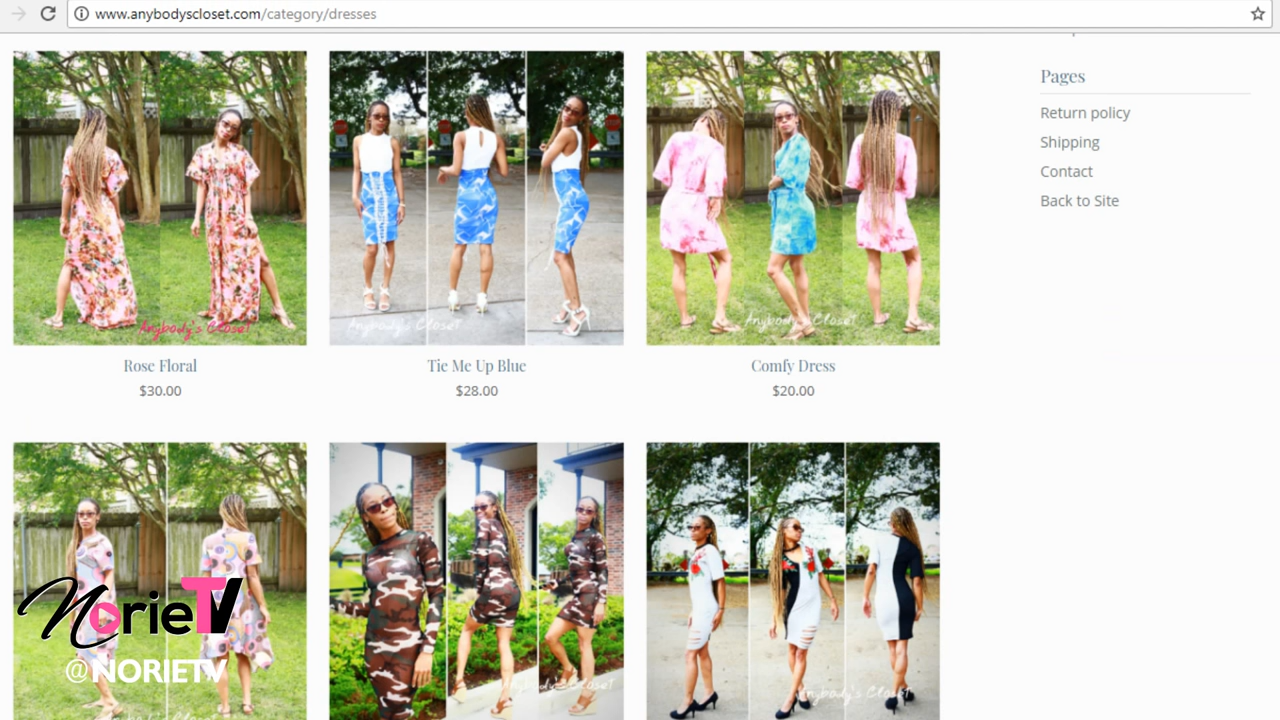 www.anybodyscloset.com/category/dresses
Pages
Return policy
Shipping
Contact
Back to Site
Anybody's Closet
Anybody's Closet
Anybody's Closet
Rose Floral
Tie Me Up Blue
Comfy Dress
$30.00
$28.00
$20.00
NorieTV
@NORIETV
Anybody's Closet
Anybody's Closet
Anybody's Closet